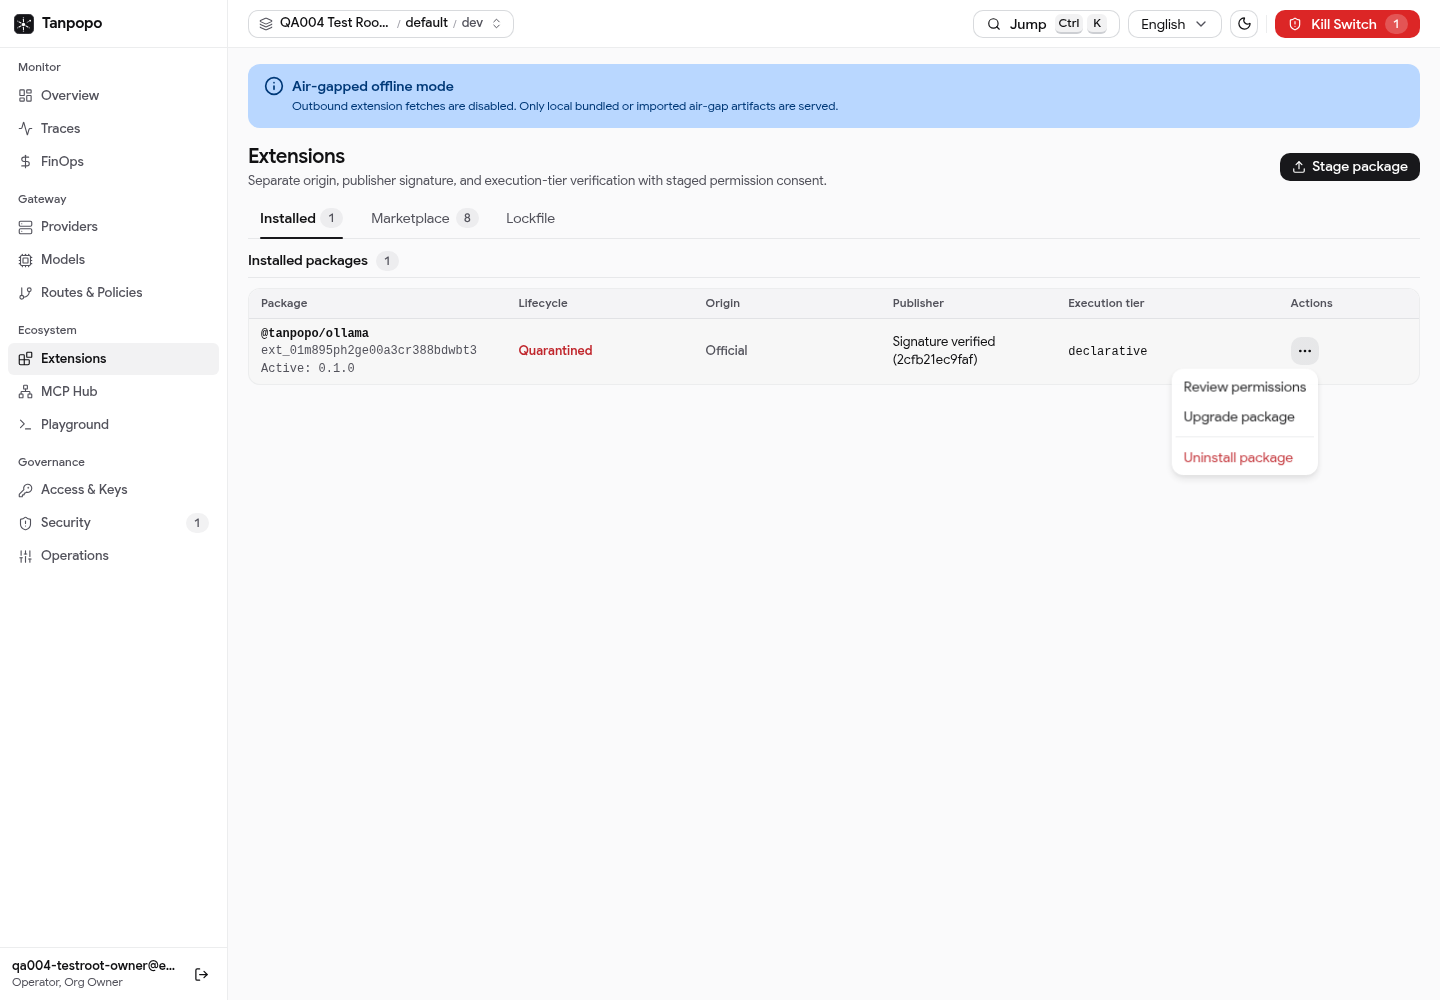 Tanpopo
QA004 Test Roo... / default / dev
Jump Ctrl K
English
Kill Switch 1
Monitor
Overview
Traces
FinOps
Gateway
Providers
Models
Routes & Policies
Ecosystem
Extensions
MCP Hub
Playground
Governance
Access & Keys
Security 1
Operations
qa004-testroot-owner@e...
Operator, Org Owner
Air-gapped offline mode
Outbound extension fetches are disabled. Only local bundled or imported air-gap artifacts are served.
Extensions
Separate origin, publisher signature, and execution-tier verification with staged permission consent.
Stage package
Installed 1 Marketplace 8 Lockfile
Installed packages 1
Package Lifecycle Origin Publisher Execution tier Actions
@tanpopo/ollama
ext_01m895ph2ge00a3cr388bdwbt3
Active: 0.1.0
Quarantined
Official
Signature verified
(2cfb21ec9faf)
declarative
Review permissions
Upgrade package
Uninstall package